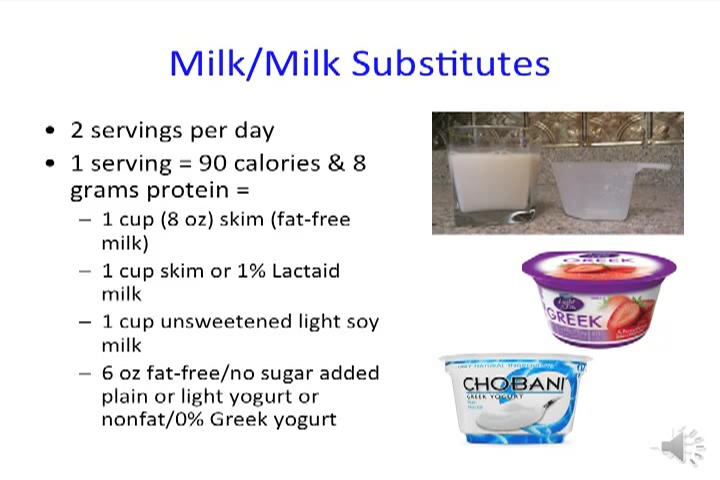 Milk/Milk Substitutes
• 2 servings per day
• 1 serving = 90 calories & 8
grams protein =
– 1 cup (8 oz) skim (fat-free
milk)
– 1 cup skim or 1% Lactaid
milk
– 1 cup unsweetened light soy
milk
– 6 oz fat-free/no sugar added
plain or light yogurt or
nonfat/0% Greek yogurt
GREEK
Light
GREEK
CHOBANI
GREEK YOGURT